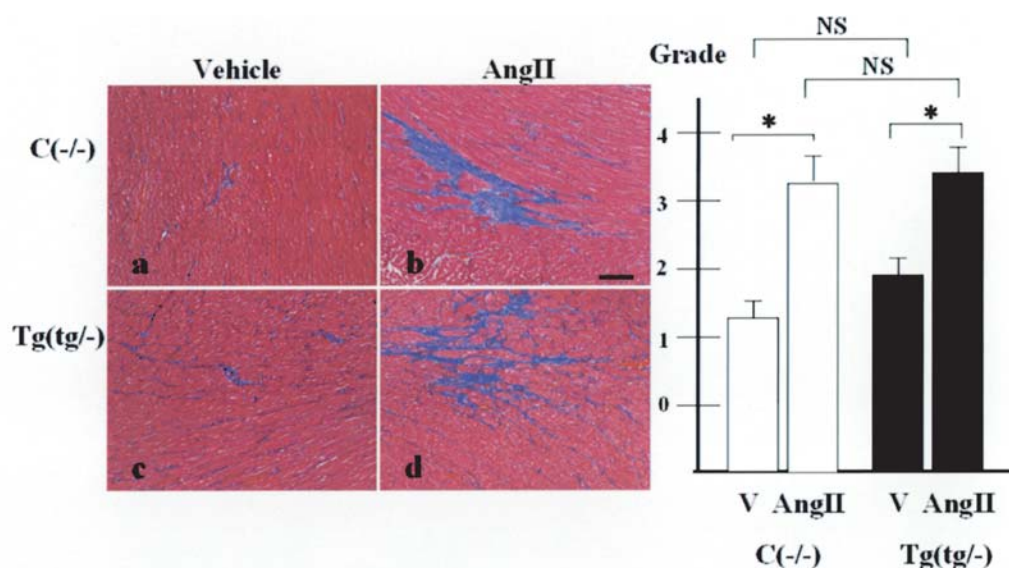 NS
Grade
NS
Vehicle
AngII
C(-/-)
a
b
Tg(tg/-)
c
d
4
3
2
1
0
*
*
V AngII V AngII
C(-/-) Tg(tg/-)